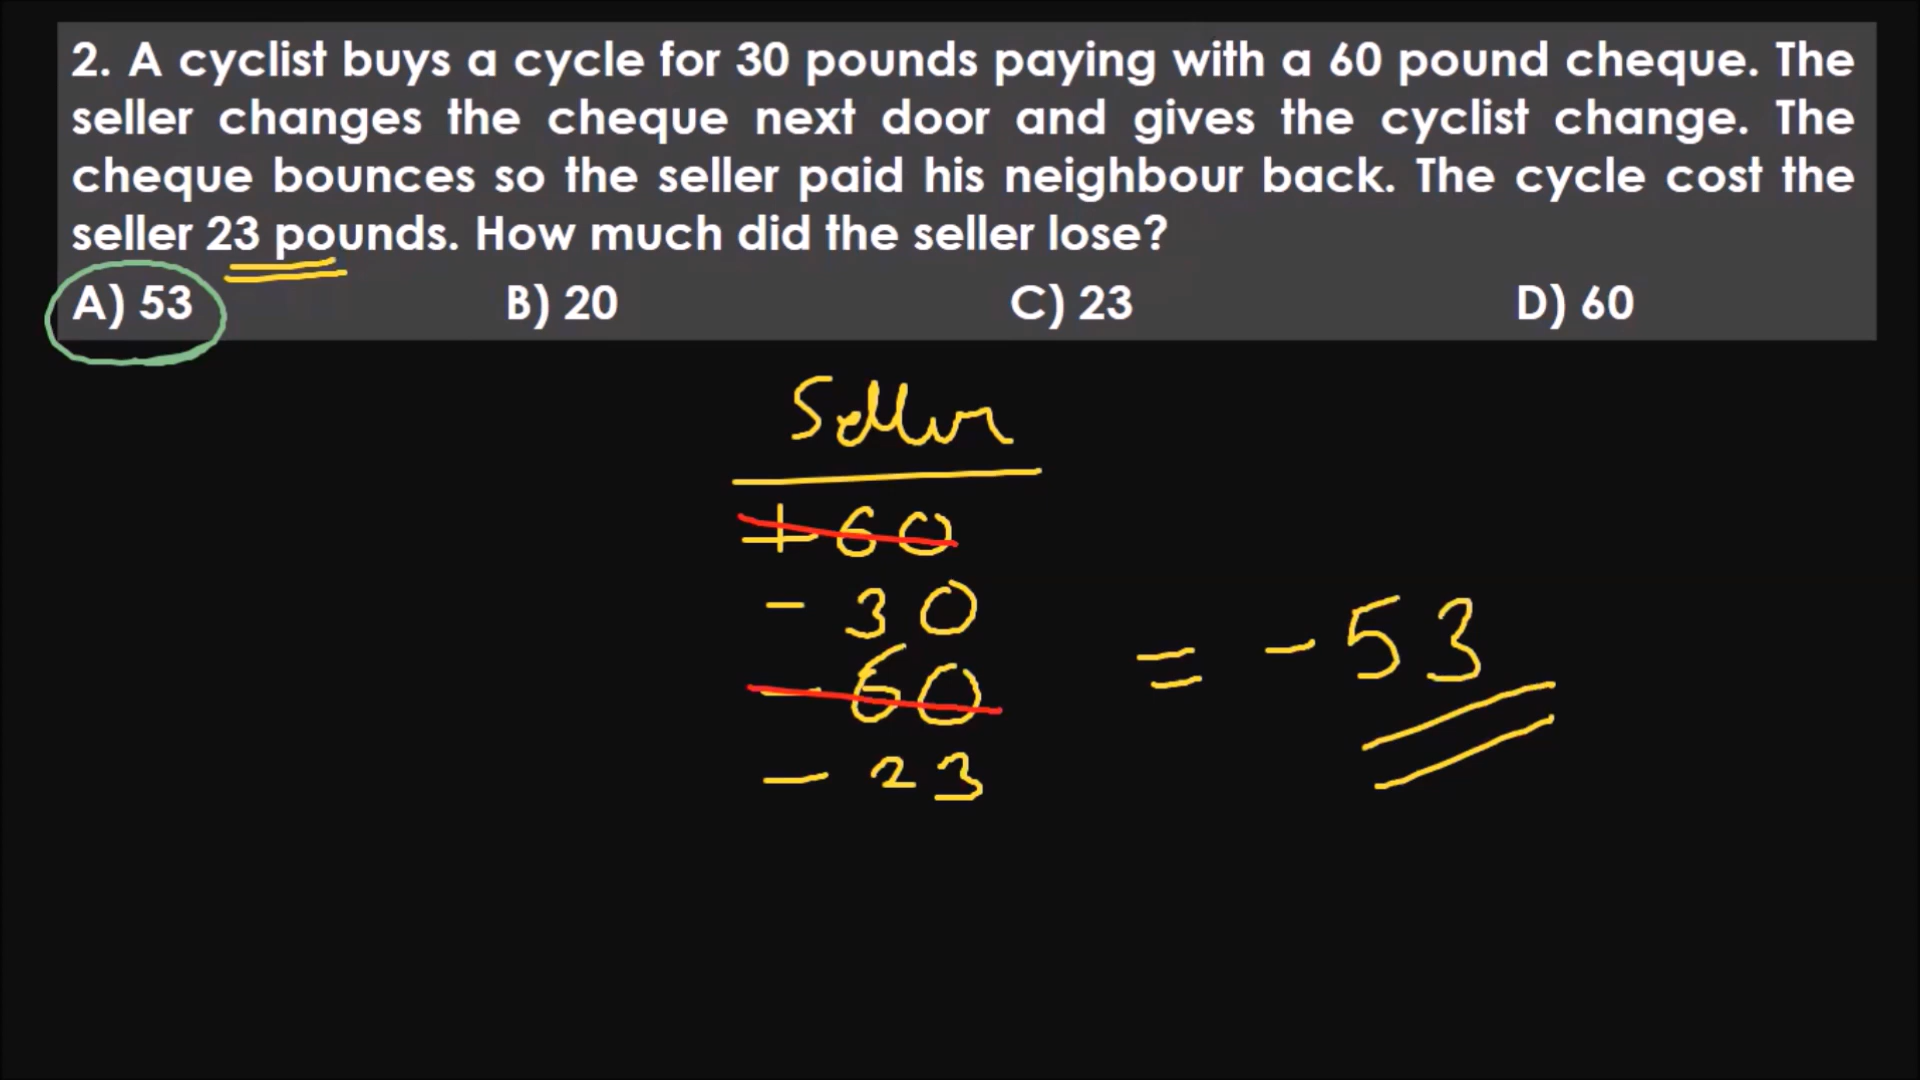 2. A cyclist buys a cycle for 30 pounds paying with a 60 pound cheque. The
seller changes the cheque next door and gives the cyclist change. The
cheque bounces so the seller paid his neighbour back. The cycle cost the
seller 23 pounds. How much did the seller lose?
A) 53 B) 20 C) 23 D) 60
Seller
+60
- 30
- 60
- 23
= - 53